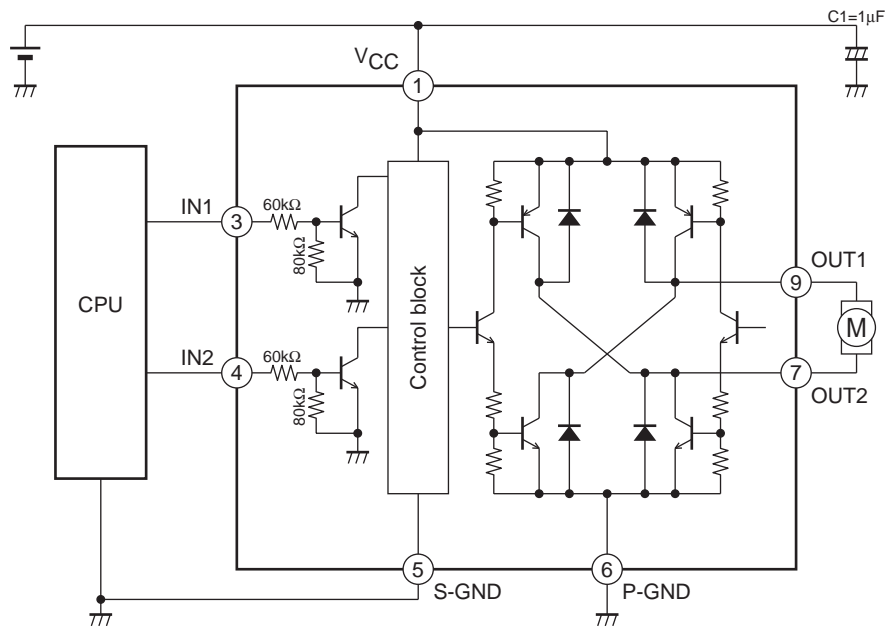 C1=1µF
VCC
1
IN1
3
60kΩ
80kΩ
CPU
Control block
9
OUT1
M
IN2
4
60kΩ
80kΩ
7
OUT2
5
S-GND
6
P-GND